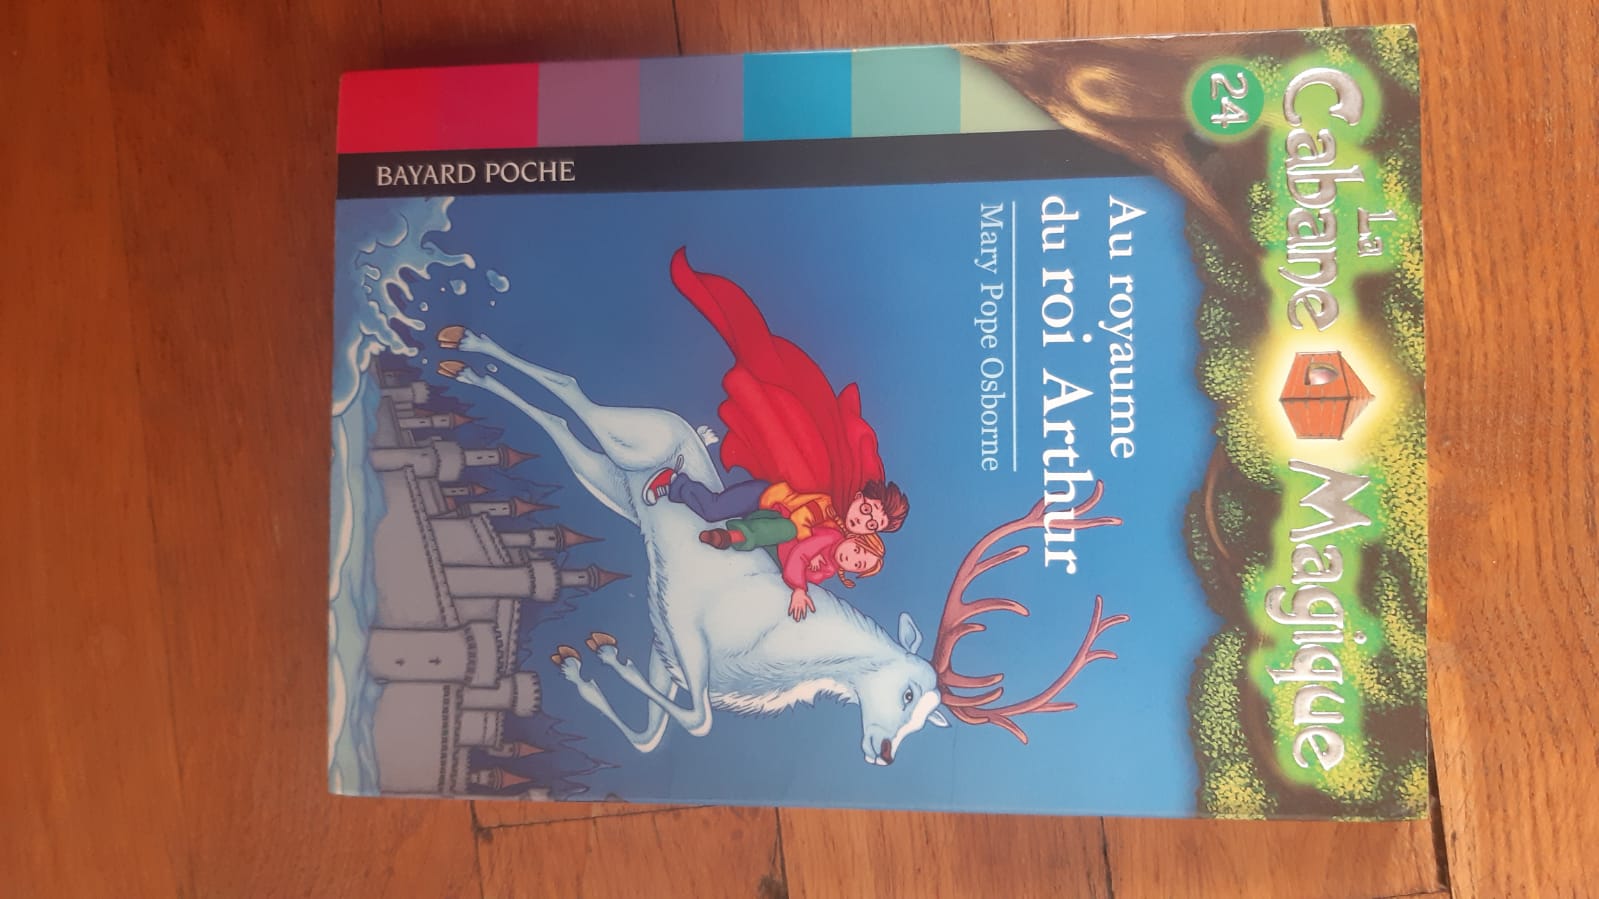 La
Cabane Magique
24
Au royaume
du roi Arthur
Mary Pope Osborne
BAYARD POCHE